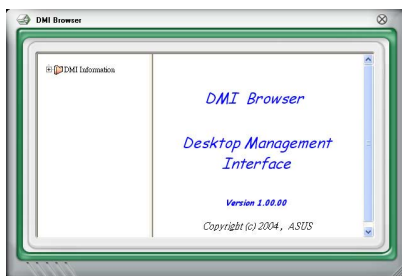 DMI Browser
DMI Information
DMI Browser
Desktop Management
Interface
Version 1.00.00
Copyright (c) 2004, ASUS